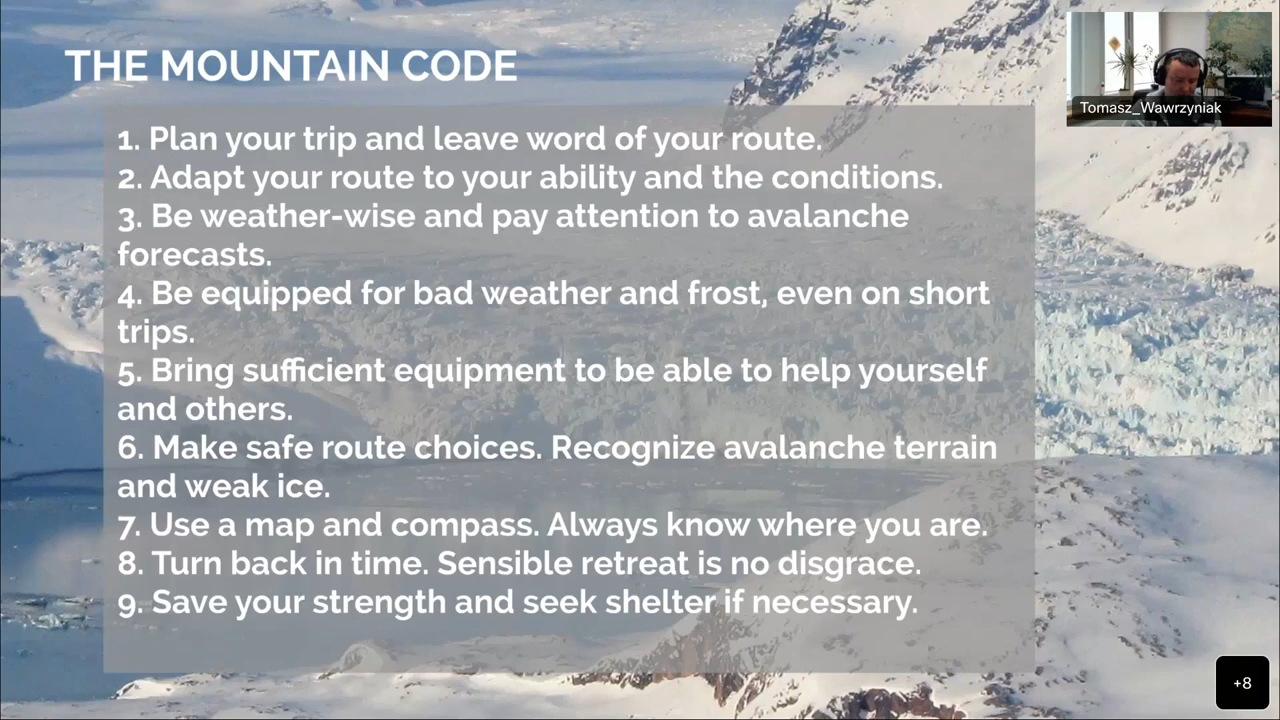 THE MOUNTAIN CODE
1. Plan your trip and leave word of your route.
2. Adapt your route to your ability and the conditions.
3. Be weather-wise and pay attention to avalanche
forecasts.
4. Be equipped for bad weather and frost, even on short
trips.
5. Bring sufficient equipment to be able to help yourself
and others.
6. Make safe route choices. Recognize avalanche terrain
and weak ice.
7. Use a map and compass. Always know where you are.
8. Turn back in time. Sensible retreat is no disgrace.
9. Save your strength and seek shelter if necessary.
Tomasz_Wawrzyniak
+8